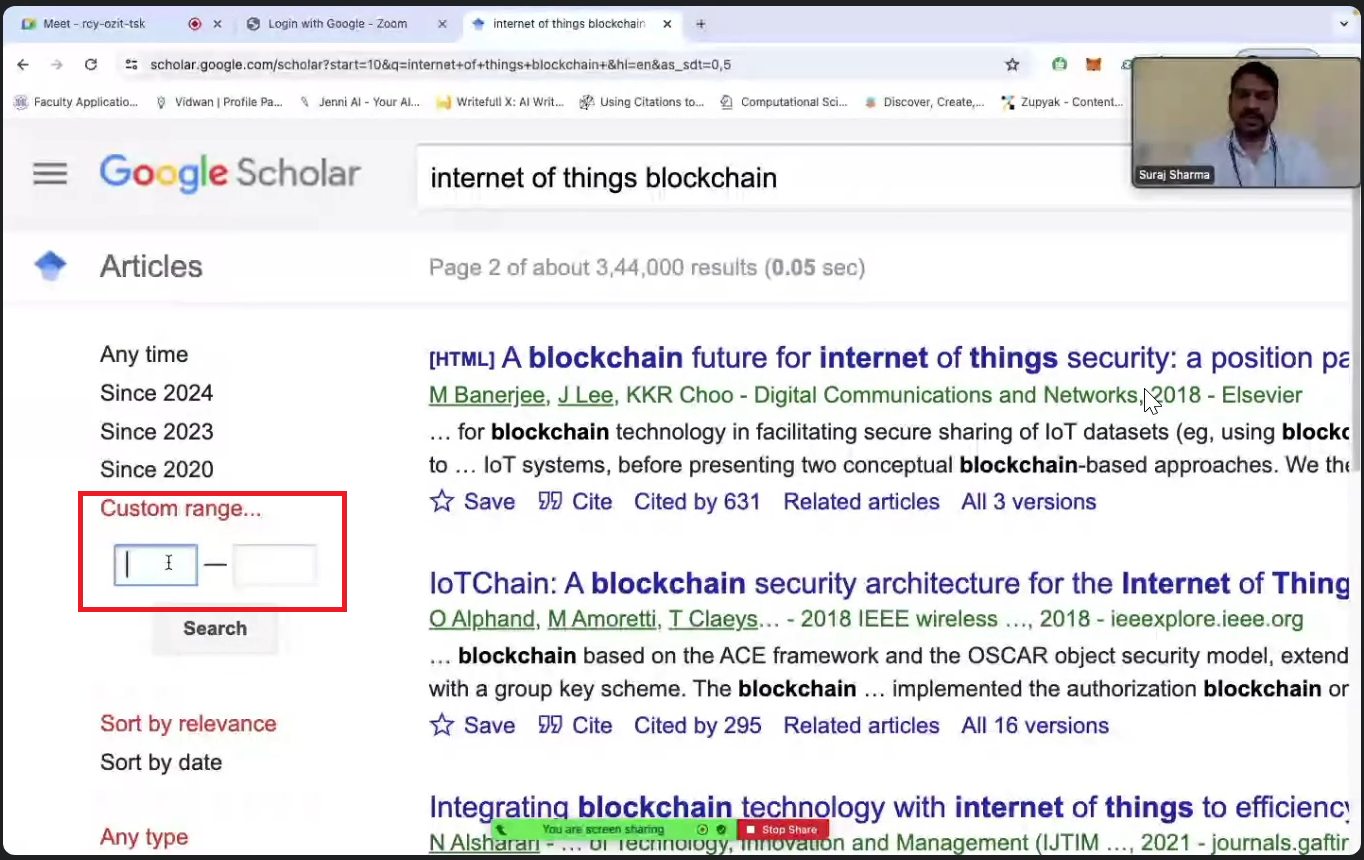 Meet - rcy-ozit-tsk
Login with Google - Zoom
internet of things blockchain
scholar.google.com/scholar?start=10&q=internet+of+things+blockchain+&hl=en&as_sdt=0,5
Faculty Applicatio...
Vidwan | Profile Pa...
Jenni AI - Your AI...
Writefull X: AI Writ...
Using Citations to...
Computational Sci...
Discover, Create,...
Zupyak - Content...
Suraj Sharma
Google Scholar
internet of things blockchain
Articles
Page 2 of about 3,44,000 results (0.05 sec)
Any time
Since 2024
Since 2023
Since 2020
Custom range...
—
Search
Sort by relevance
Sort by date
Any type
[HTML] A blockchain future for internet of things security: a position pa
M Banerjee, J Lee, KKR Choo - Digital Communications and Networks, 2018 - Elsevier
... for blockchain technology in facilitating secure sharing of IoT datasets (eg, using blockc
to ... IoT systems, before presenting two conceptual blockchain-based approaches. We the
Save Cite Cited by 631 Related articles All 3 versions
IoTChain: A blockchain security architecture for the Internet of Thing
O Alphand, M Amoretti, T Claeys... - 2018 IEEE wireless ..., 2018 - ieeexplore.ieee.org
... blockchain based on the ACE framework and the OSCAR object security model, extend
with a group key scheme. The blockchain ... implemented the authorization blockchain or
Save Cite Cited by 295 Related articles All 16 versions
Integrating blockchain technology with internet of things to efficiency
N Alsharari - ... of Technology, Innovation and Management (IJTIM ..., 2021 - journals.gaftir
You are screen sharing
Stop Share